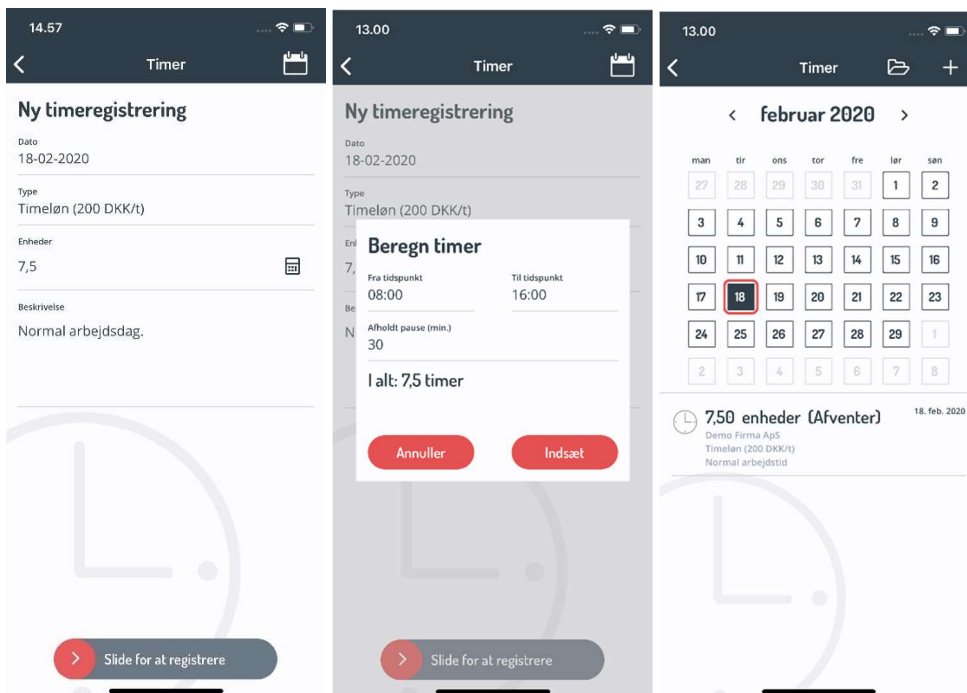 14.57
Timer
Ny timeregistrering
Dato
18-02-2020
Type
Timeløn (200 DKK/t)
Enheder
7,5
Beskrivelse
Normal arbejdsdag.
Slide for at registrere
13.00
Timer
Ny timeregistrering
Dato
18-02-2020
Type
Timeløn (200 DKK/t)
En
7,
Be
N
Beregn timer
Fra tidspunkt Til tidspunkt
08:00 16:00
Afholdt pause (min.)
30
I alt: 7,5 timer
Annuller Indsæt
Slide for at registrere
13.00
Timer
februar 2020
man tir ons tor fre lør søn
27 28 29 30 31 1 2
3 4 5 6 7 8 9
10 11 12 13 14 15 16
17 18 19 20 21 22 23
24 25 26 27 28 29 1
2 3 4 5 6 7 8
7,50 enheder (Afventer) 18. feb. 2020
Demo Firma ApS
Timeløn (200 DKK/t)
Normal arbejdstid